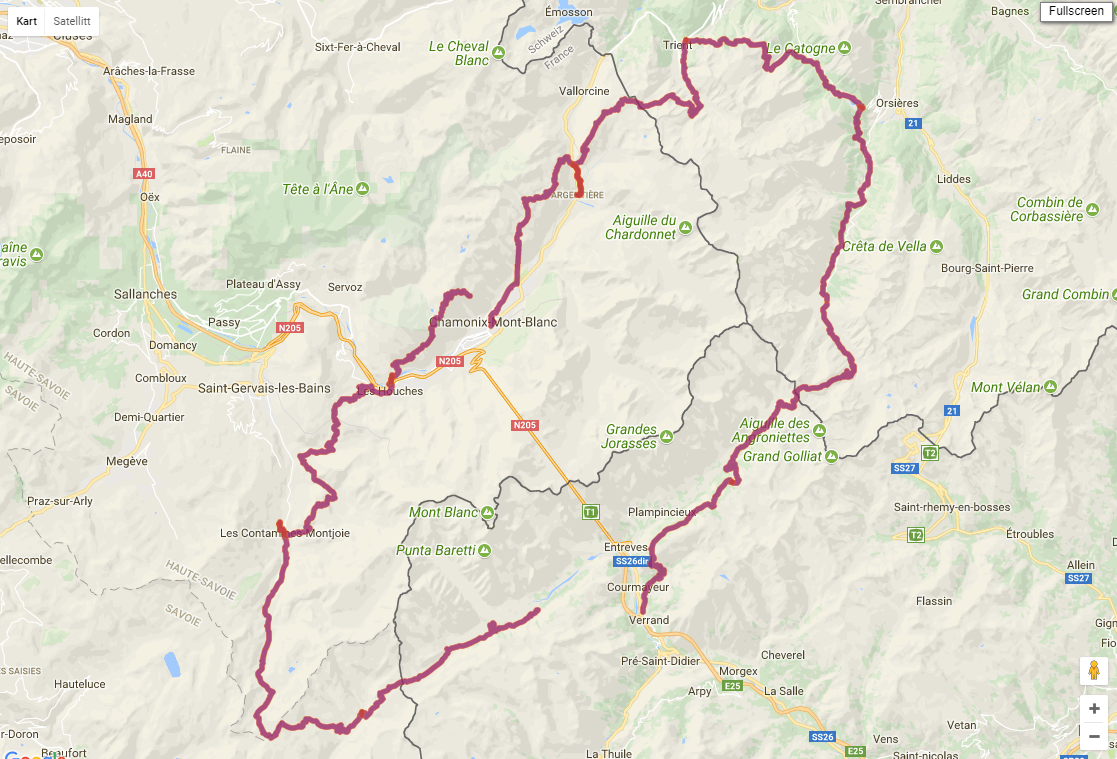 Kart
Satellitt
Fullscreen
Émosson
Sembrancher
Bagnes
Cluses
Sixt-Fer-à-Cheval
Le Cheval
Blanc
Schweiz
France
Trient
Le Catogne
Arâches-la-Frasse
Vallorcine
Orsières
Magland
21
FLAINE
A40
Tête à l'Âne
Oëx
ARGENTIÈRE
Liddes
Combin de
Corbassière
Aiguille du
Chardonnet
Crêta de Vella
Bourg-Saint-Pierre
Plateau d'Assy
Servoz
Sallanches
Grand Combin
Passy
N205
Chamonix-Mont-Blanc
Cordon
Domancy
N205
HAUTE-SAVOIE
SAVOIE
Combloux
Saint-Gervais-les-Bains
Les Houches
Mont Vélan
Demi-Quartier
21
N205
Grandes
Jorasses
Aiguille des
Angroniettes
Grand Golliat
T2
SS27
Megève
Praz-sur-Arly
Mont Blanc
T1
Plampincieux
Saint-rhemy-en-bosses
Les Contamines-Montjoie
T2
Étroubles
Punta Baretti
Entreves
SS26dir
Allein
SS27
HAUTE-SAVOIE
SAVOIE
Courmayeur
Flassin
Verrand
Pré-Saint-Didier
Cheverel
Morgex
E25
Arpy
La Salle
Hauteluce
Vetan
SS26
Vens
E25
Beaufort
La Thuile
Saint-nicolas
Google
+
−